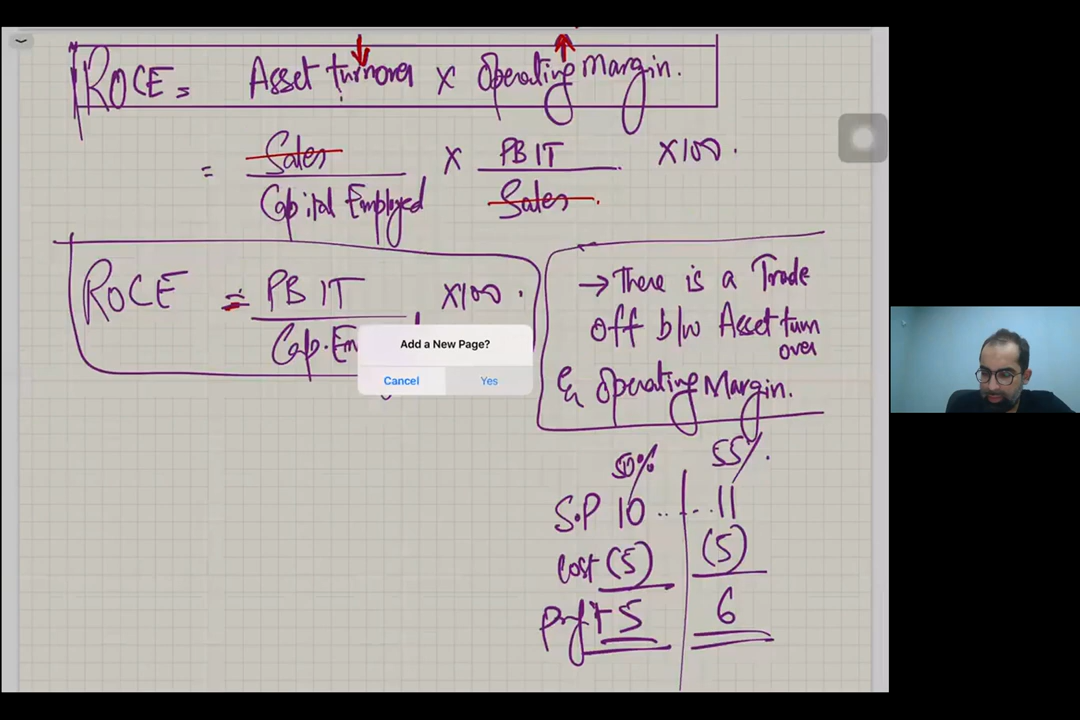 ROCE = Asset turnover X Operating Margin.
= Sales / Capital Employed X PBIT / Sales X100.
ROCE = PBIT / Cap. Em X100.
Add a New Page?
Cancel Yes
→ There is a Trade
Off b/w Asset turn
over
& Operating Margin.
50% 55%.
S.P 10 .. ... 11
Cost (5) (5)
Profit 5 6